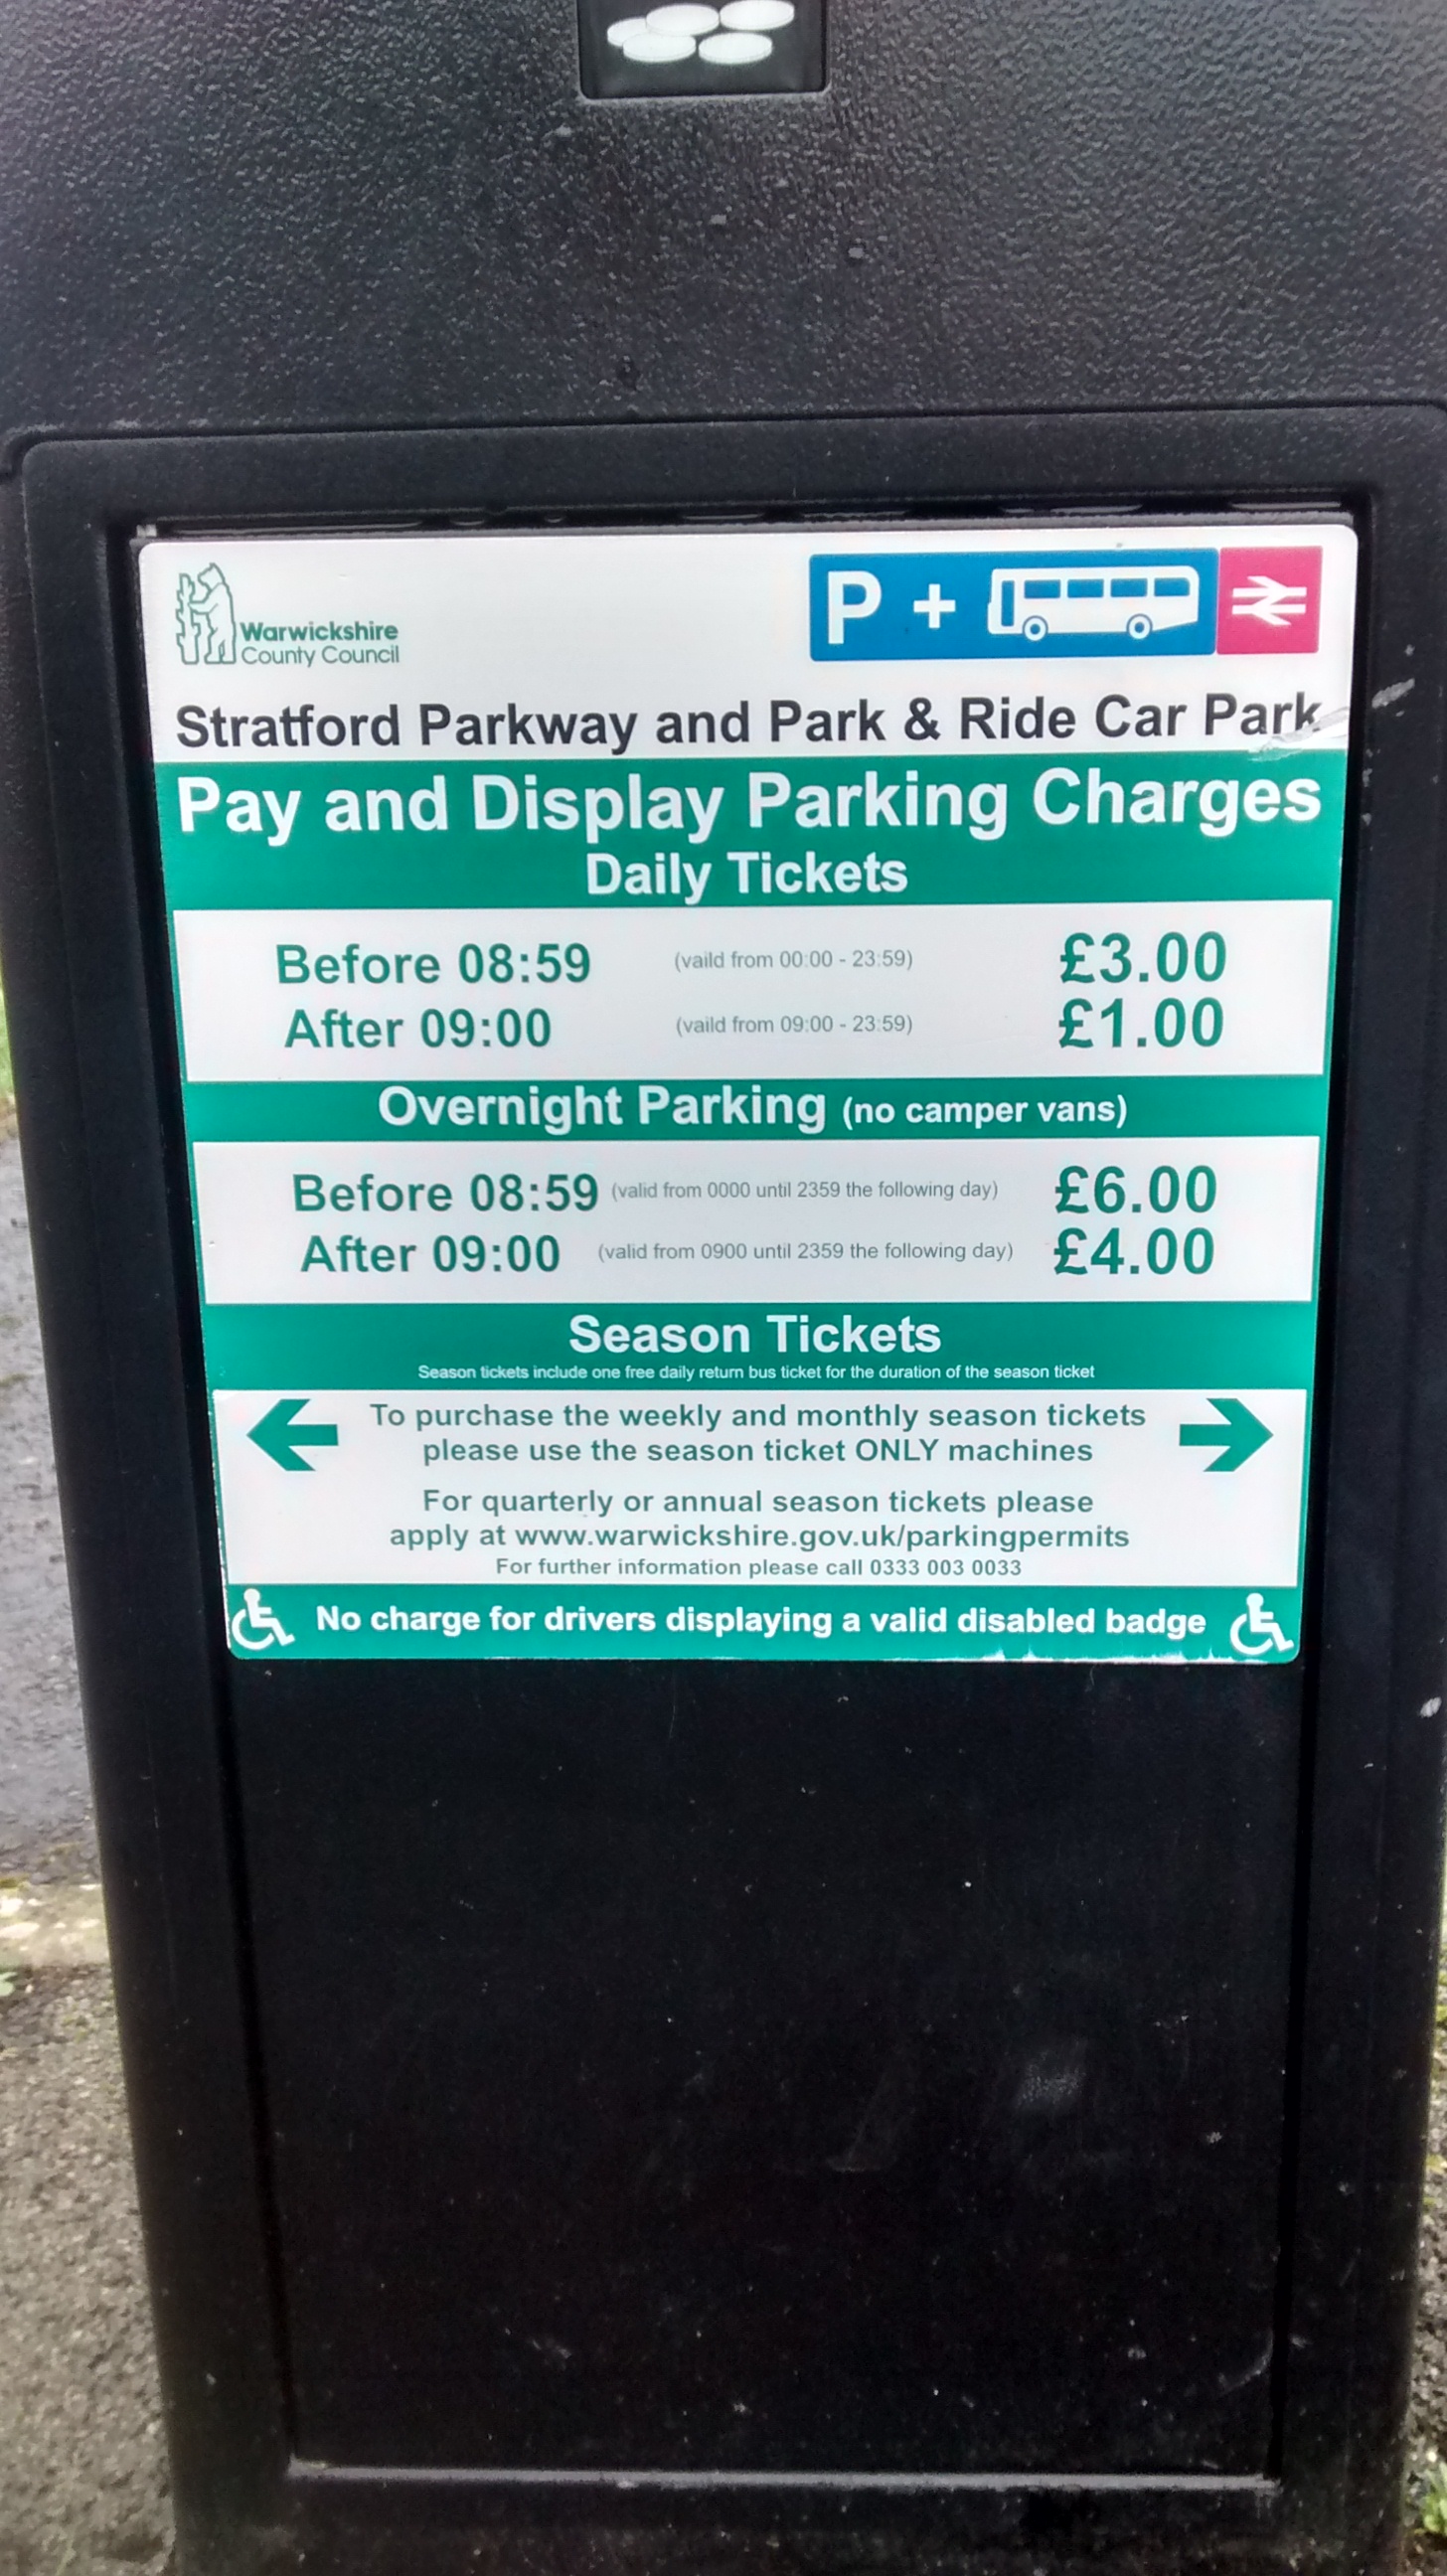 Warwickshire
County Council
P +
Stratford Parkway and Park & Ride Car Park
Pay and Display Parking Charges
Daily Tickets
Before 08:59 (vaild from 00:00 - 23:59) £3.00
After 09:00 (vaild from 09:00 - 23:59) £1.00
Overnight Parking (no camper vans)
Before 08:59 (valid from 0000 until 2359 the following day) £6.00
After 09:00 (valid from 0900 until 2359 the following day) £4.00
Season Tickets
Season tickets include one free daily return bus ticket for the duration of the season ticket
To purchase the weekly and monthly season tickets
please use the season ticket ONLY machines
For quarterly or annual season tickets please
apply at www.warwickshire.gov.uk/parkingpermits
For further information please call 0333 003 0033
No charge for drivers displaying a valid disabled badge